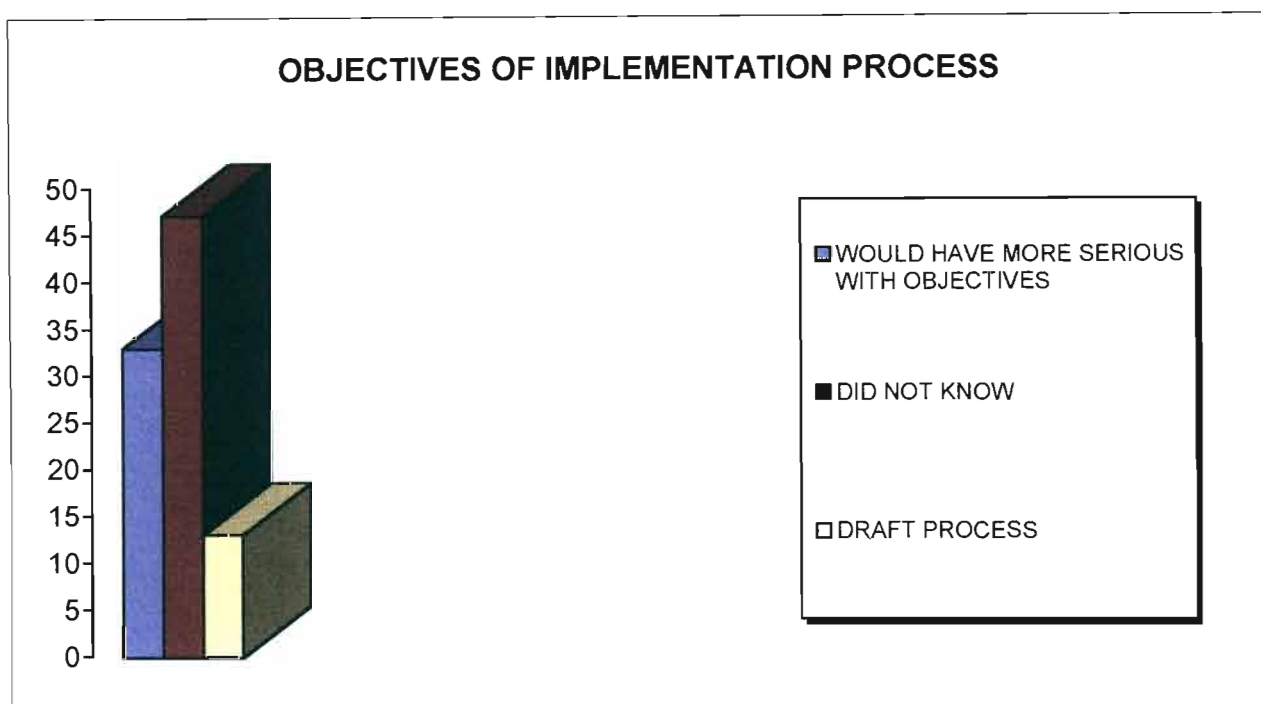 OBJECTIVES OF IMPLEMENTATION PROCESS
50
45
40
35
30
25
20
15
10
5
0
WOULD HAVE MORE SERIOUS
WITH OBJECTIVES
DID NOT KNOW
DRAFT PROCESS